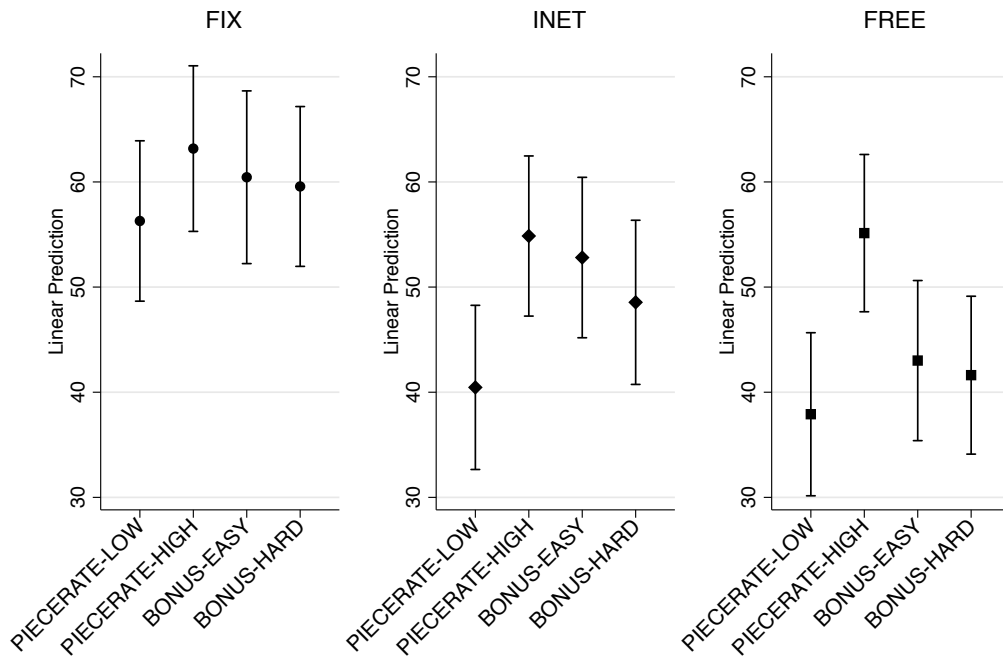 FIX
Linear Prediction
70
60
50
40
30
PIECERATE-LOW
PIECERATE-HIGH
BONUS-EASY
BONUS-HARD
INET
Linear Prediction
70
60
50
40
30
PIECERATE-LOW
PIECERATE-HIGH
BONUS-EASY
BONUS-HARD
FREE
Linear Prediction
70
60
50
40
30
PIECERATE-LOW
PIECERATE-HIGH
BONUS-EASY
BONUS-HARD